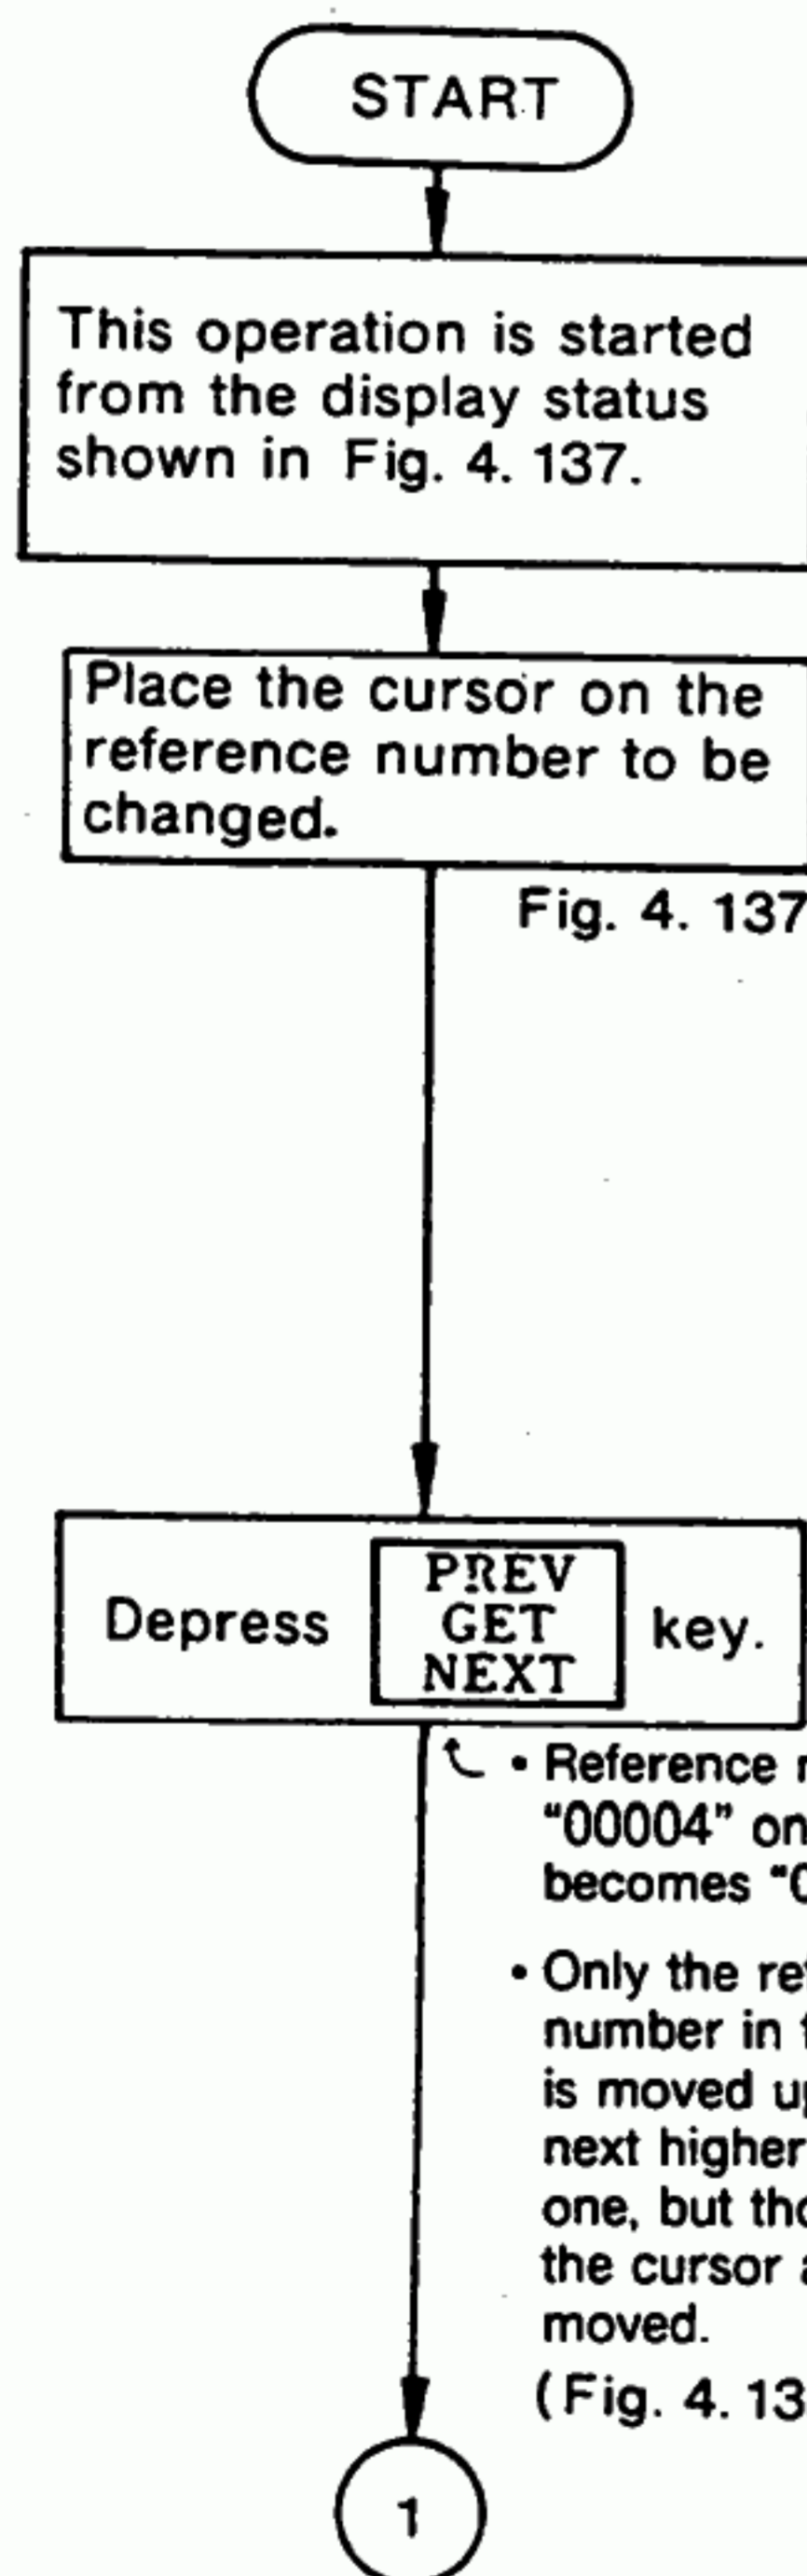 START
This operation is started
from the display status
shown in Fig. 4. 137.
Place the cursor on the
reference number to be
changed.
Fig. 4. 137
Depress PREV GET NEXT key.
• Reference
"00004" on
becomes
• Only the
number in
is moved
next higher
one, but
the cursor
moved.
(Fig. 4.
1